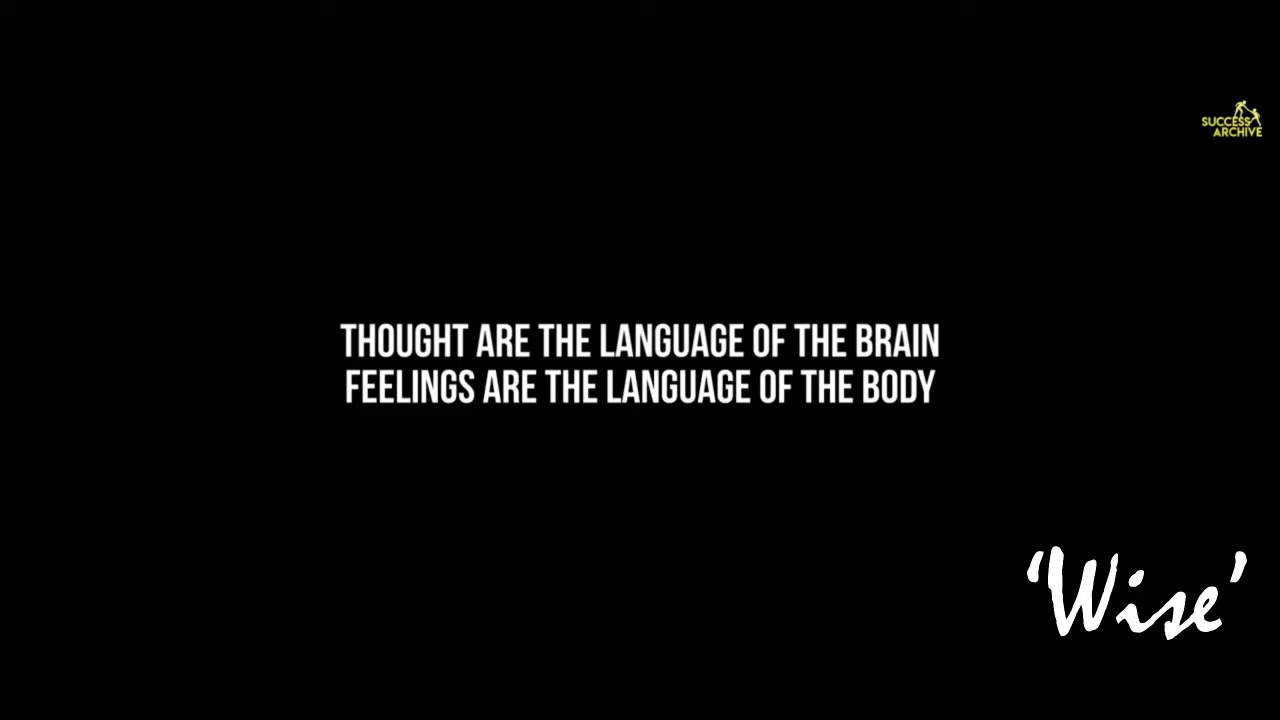 SUCCESS
ARCHIVE
THOUGHT ARE THE LANGUAGE OF THE BRAIN
FEELINGS ARE THE LANGUAGE OF THE BODY
‘Wise’